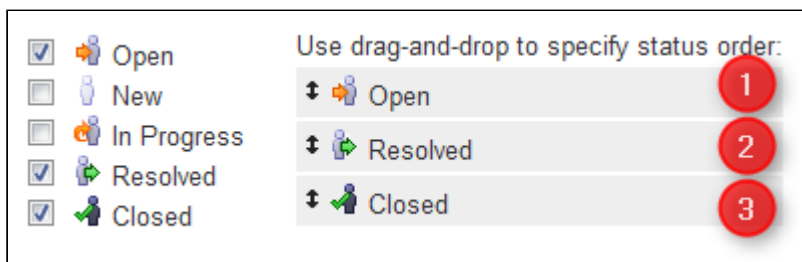 Open
New
In Progress
Resolved
Closed
Use drag-and-drop to specify status order:
Open 1
Resolved 2
Closed 3